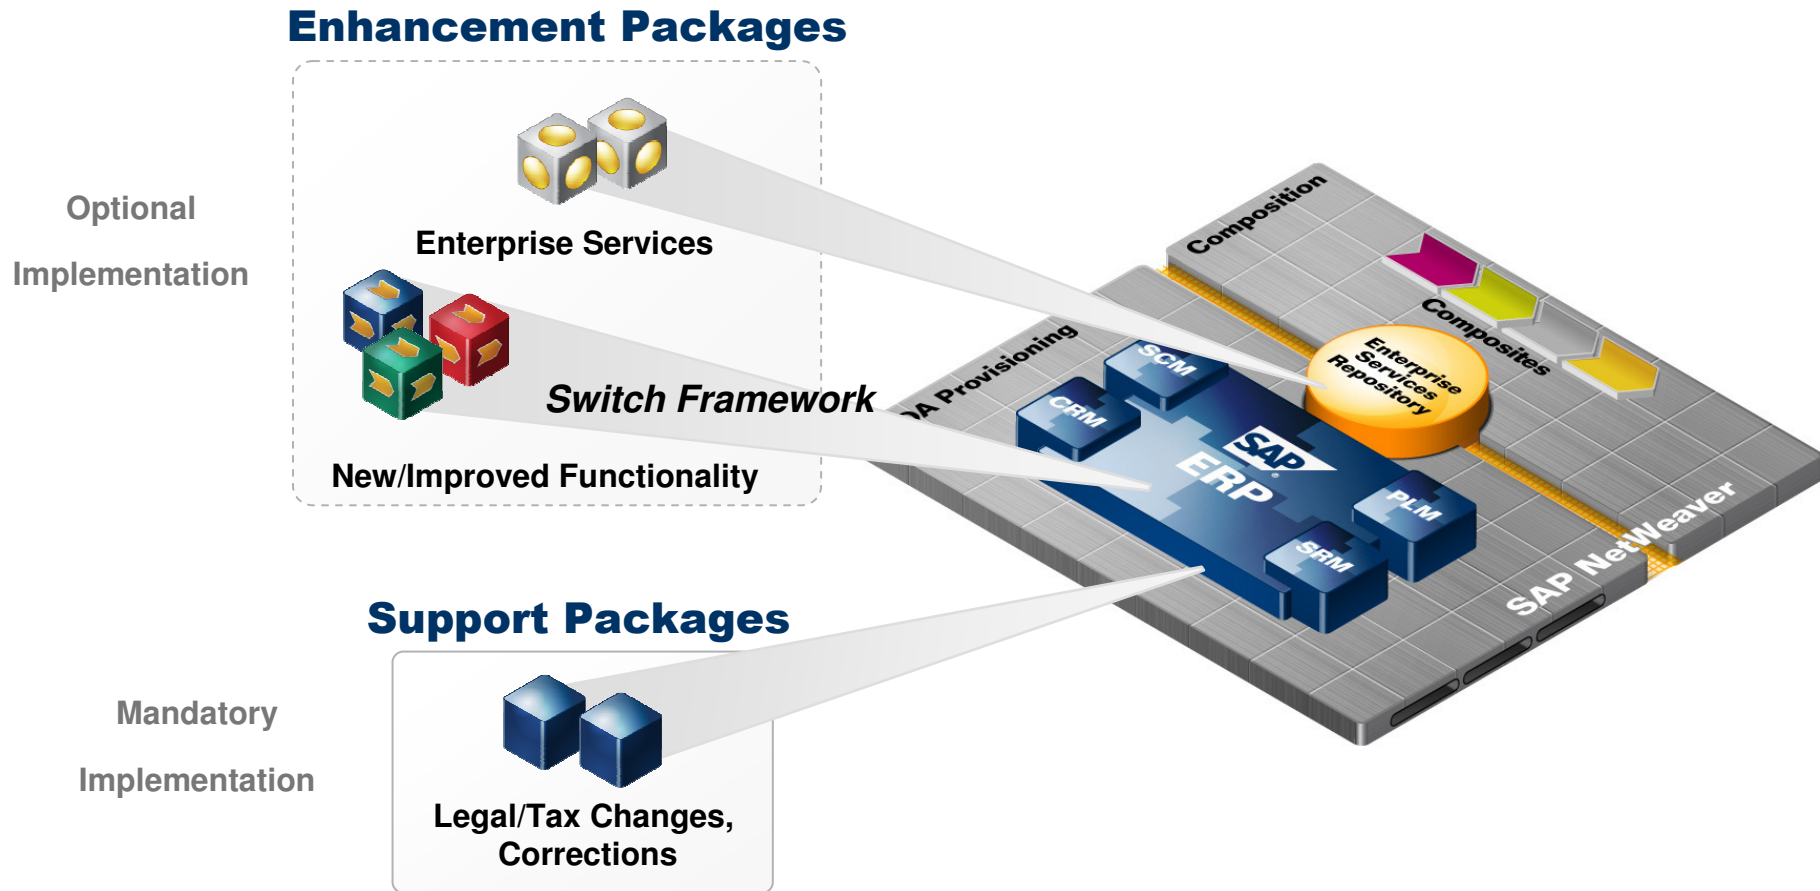 Enhancement Packages
Optional
Implementation
Enterprise Services
Switch Framework
New/Improved Functionality
Support Packages
Mandatory
Implementation
Legal/Tax Changes,
Corrections
Composition
Composites
Enterprise
Services
Repository
Provisioning
SCM
CRM
SAP
ERP
PLM
SRM
SAP NetWeaver